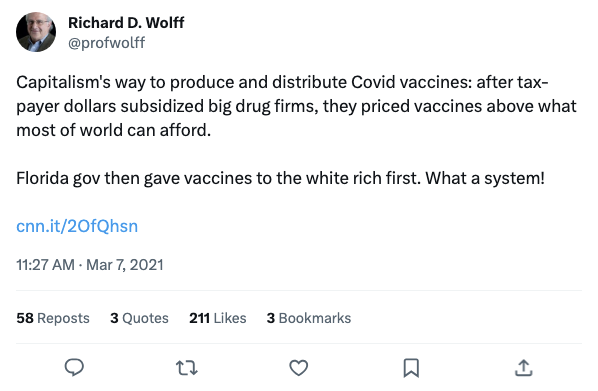 Richard D. Wolff
@profwolff
Capitalism's way to produce and distribute Covid vaccines: after tax-
payer dollars subsidized big drug firms, they priced vaccines above what
most of world can afford.
Florida gov then gave vaccines to the white rich first. What a system!
cnn.it/2OfQhsn
11:27 AM · Mar 7, 2021
58 Reposts 3 Quotes 211 Likes 3 Bookmarks